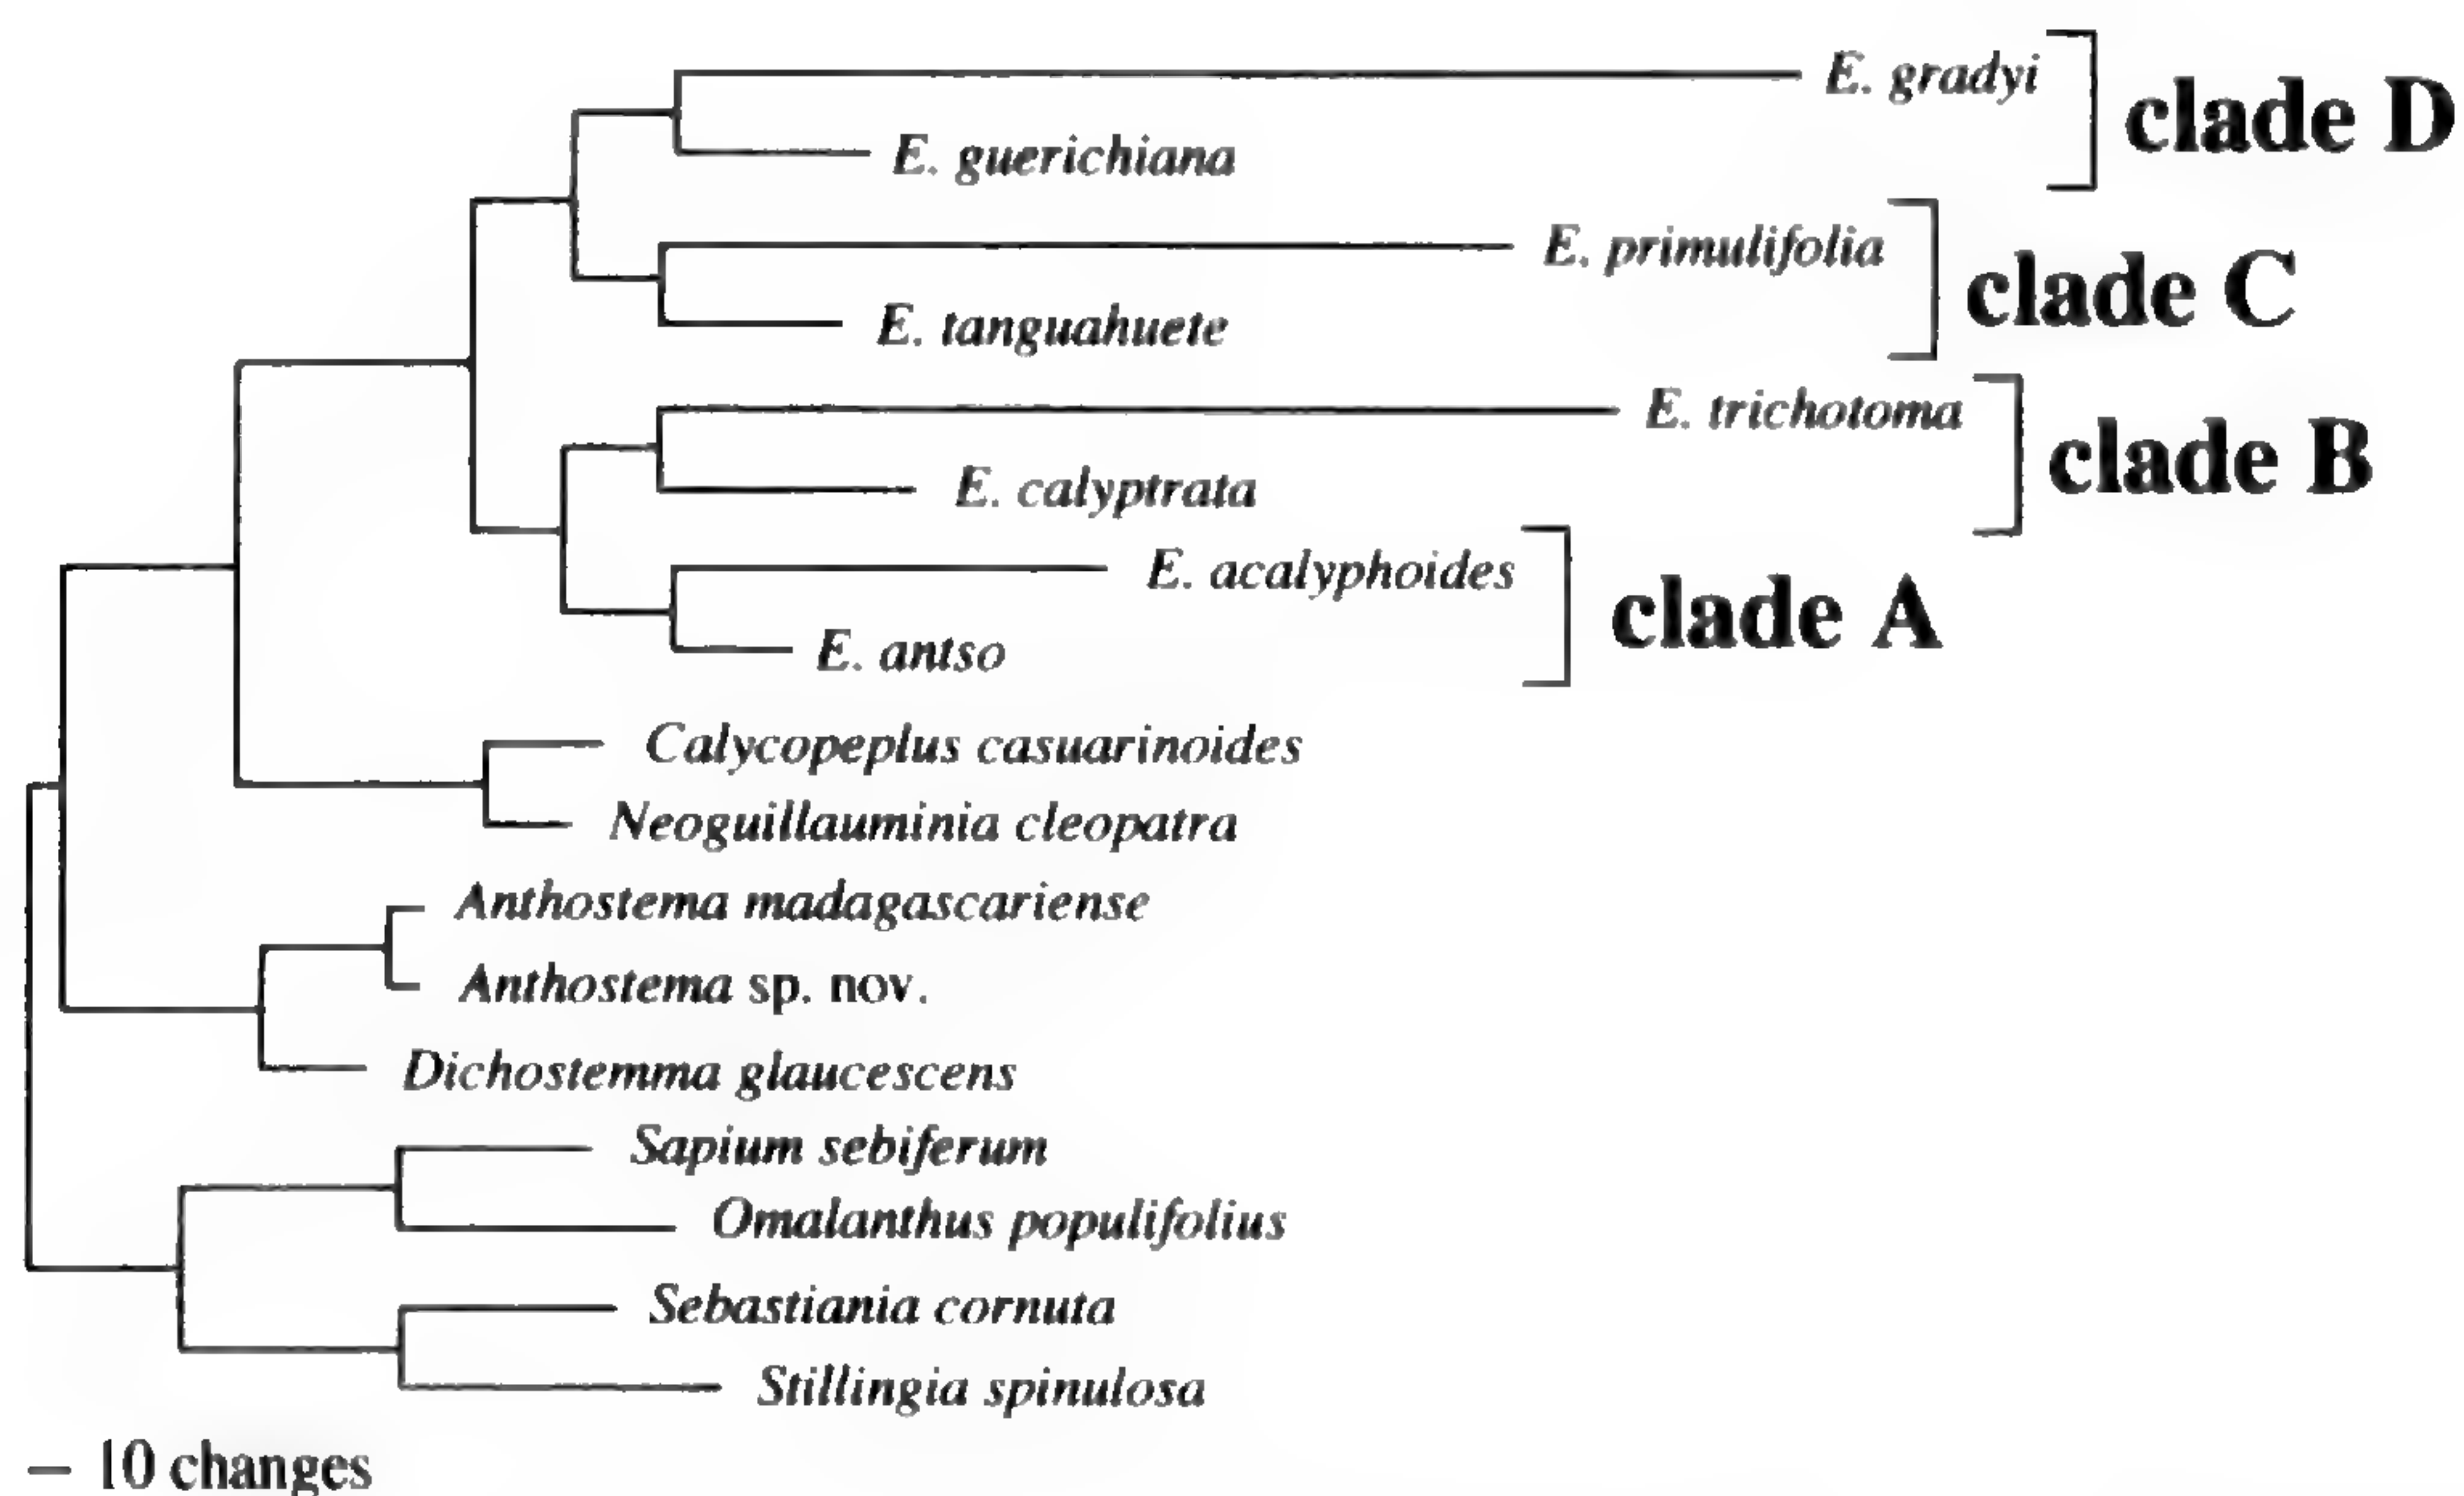 E. gradyi
clade D
E. guerichiana
E. primulifolia
clade C
E. tanguahuete
E. trichotoma
clade B
E. calyptrata
E. acalyphoides
clade A
E. antso
Calycopeplus casuarinoides
Neoguillauminia cleopatra
Anthostema madagascariense
Anthostema sp. nov.
Dichostemma glaucescens
Sapium sebiferum
Omalanthus populifolius
Sebastiania cornuta
Stillingia spinulosa
10 changes